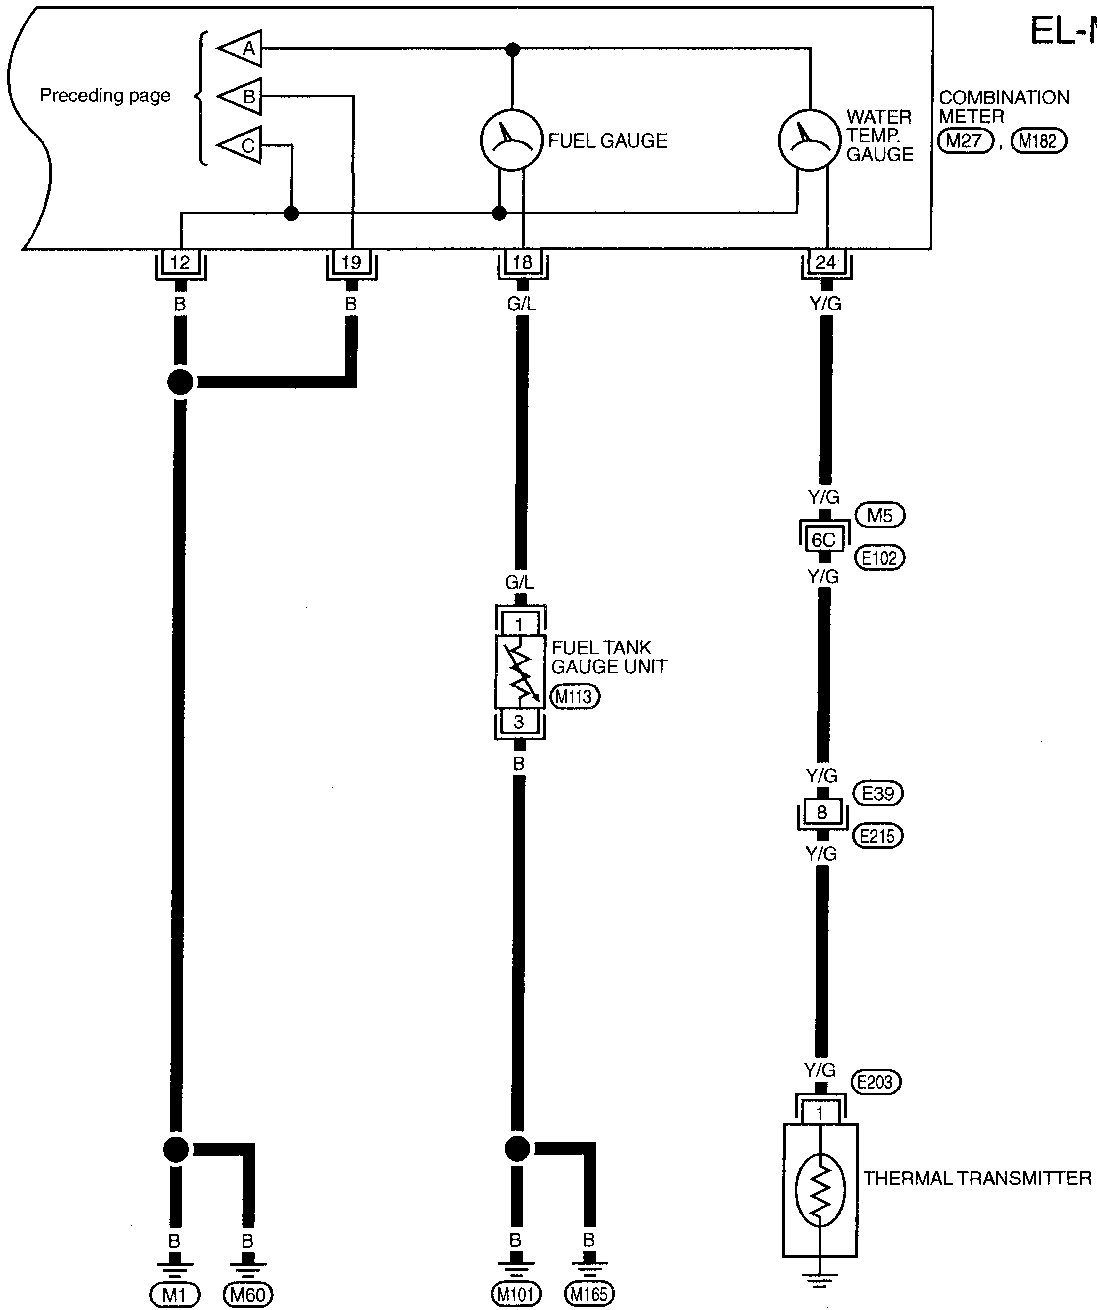 EL-
A
Preceding page
B
C
FUEL GAUGE
WATER
TEMP.
GAUGE
COMBINATION
METER
M27 , M182
12
19
18
24
B
B
G/L
Y/G
Y/G
M5
6C
E102
Y/G
G/L
1
FUEL TANK
GAUGE UNIT
M113
3
B
Y/G
E39
8
E215
Y/G
Y/G
E203
1
THERMAL TRANSMITTER
B
B
B
B
M1
M60
M101
M165